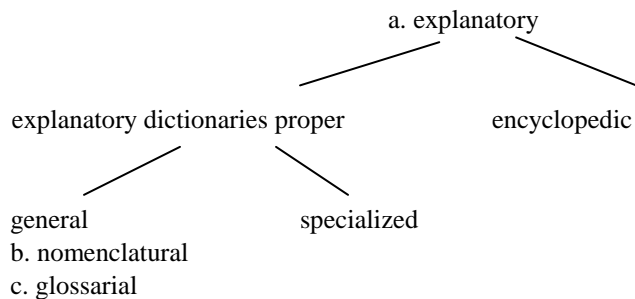 a. explanatory
explanatory dictionaries proper encyclopedic
general specialized
b. nomenclatural
c. glossarial